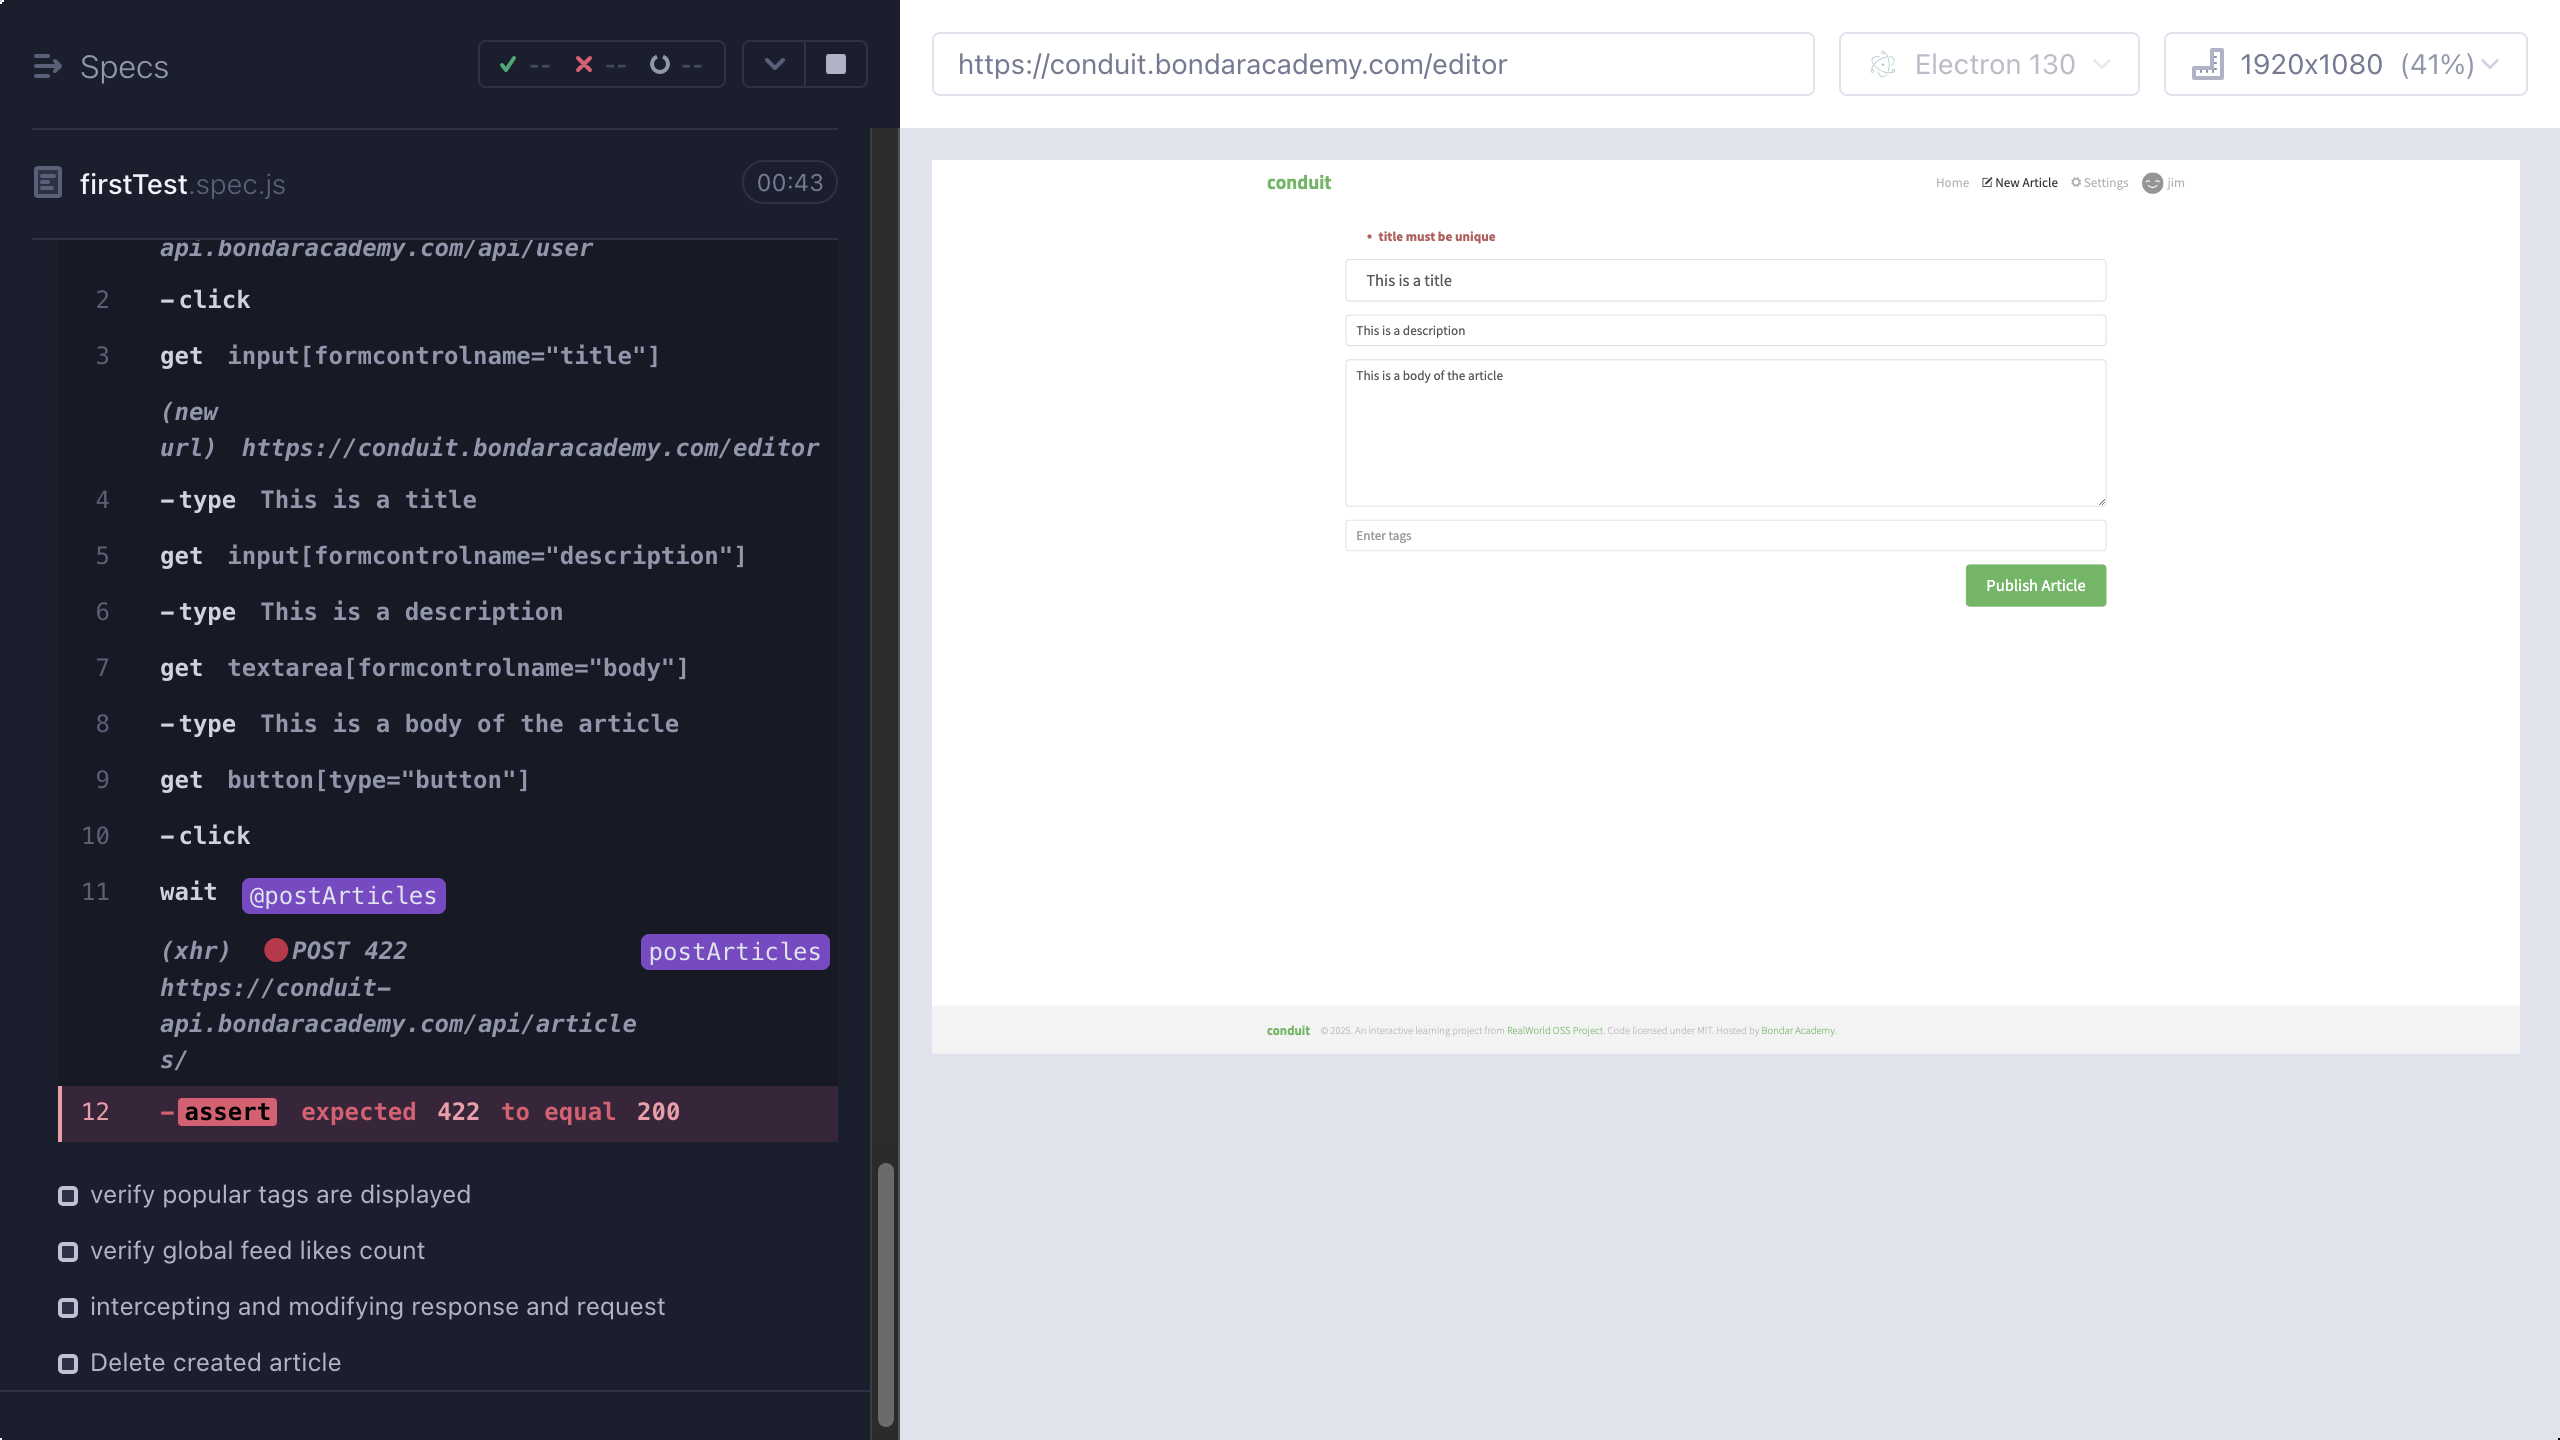 Specs
-- -- --
firstTest.spec.js
00:43
api.bondaracademy.com/api/user
2 -click
3 get input[formcontrolname="title"]
(new
url) https://conduit.bondaracademy.com/editor
4 -type This is a title
5 get input[formcontrolname="description"]
6 -type This is a description
7 get textarea[formcontrolname="body"]
8 -type This is a body of the article
9 get button[type="button"]
10 -click
11 wait @postArticles
(xhr) POST 422 postArticles
https://conduit-
api.bondaracademy.com/api/article
s/
12 -assert expected 422 to equal 200
verify popular tags are displayed
verify global feed likes count
intercepting and modifying response and request
Delete created article
https://conduit.bondaracademy.com/editor
Electron 130
1920x1080 (41%)
conduit
Home New Article Settings jim
• title must be unique
This is a title
This is a description
This is a body of the article
Enter tags
Publish Article
conduit © 2025. An interactive learning project from RealWorld OSS Project. Code licensed under MIT. Hosted by Bondar Academy.